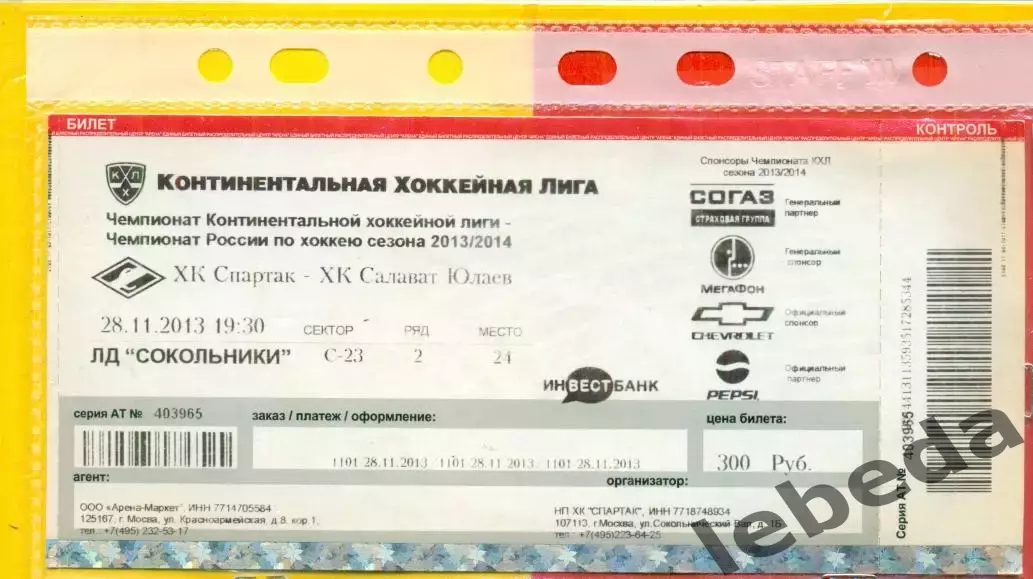 БИЛЕТ
КОНТРОЛЬ
КХЛ
КОНТИНЕНТАЛЬНАЯ ХОККЕЙНАЯ ЛИГА
Чемпионат Континентальной хоккейной лиги -
Чемпионат России по хоккею сезона 2013/2014
ХК Спартак - ХК Салават Юлаев
28.11.2013 19:30
СЕКТОР РЯД МЕСТО
ЛД "СОКОЛЬНИКИ" С-23 2 24
Спонсоры Чемпионата КХЛ
сезона 2013/2014
СОГАЗ
СТРАХОВАЯ ГРУППА
Генеральный
партнер
МЕГАФОН
Генеральный
спонсор
CHEVROLET
Официальный
спонсор
PEPSI
Официальный
партнер
ИНВЕСТБАНК
серия АТ № 403965
заказ / платеж / оформление:
цена билета:
1101 28.11.2013 1101 28.11.2013 1101 28.11.2013
300 Руб.
агент:
организатор:
ООО «Арена-Маркет», ИНН 7714705584
125167, г. Мосва, ул. Красноармейская, д.8, кор.1,
тел.: +7(495) 232-53-17
НП ХК "СПАРТАК", ИНН 7718748934
107113, г.Москва, ул.Сокольнический Вал, д.1Б
тел.: +7(495)223-64-25
Серия АТ № 403965
4413113593517285344
lebeda